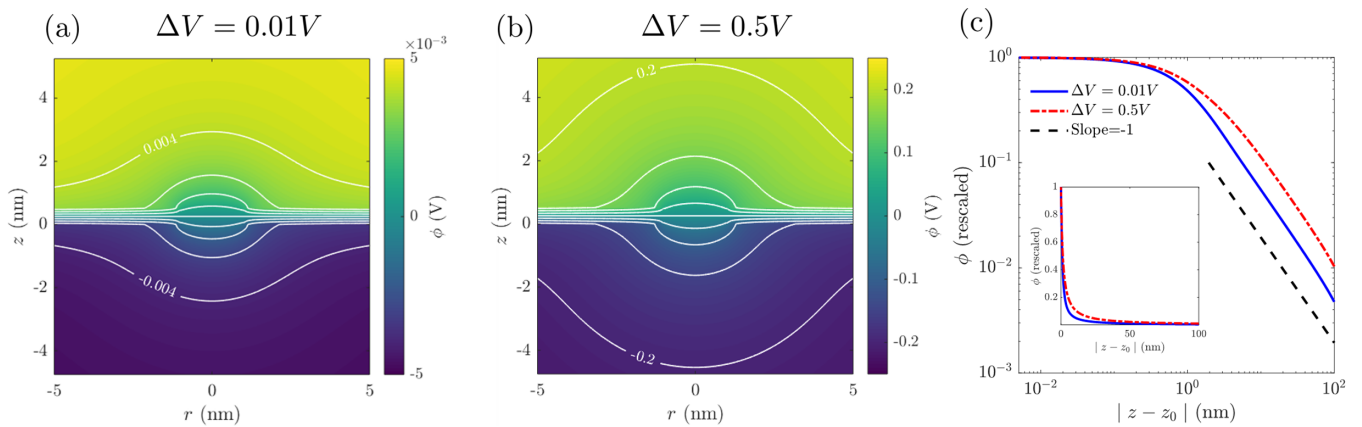 (a) ΔV = 0.01V
×10⁻³
5
0
-5
ϕ (V)
4
2
0
-2
-4
z (nm)
-5 0 5
r (nm)
0.004
-0.004
(b) ΔV = 0.5V
0.2
0.1
0
-0.1
-0.2
ϕ (V)
4
2
0
-2
-4
z (nm)
-5 0 5
r (nm)
0.2
-0.2
(c)
10⁰
10⁻¹
10⁻²
10⁻³
ϕ (rescaled)
10⁻² 10⁰ 10²
| z − z₀ | (nm)
ΔV = 0.01V
ΔV = 0.5V
Slope=-1
1
0.8
0.6
0.4
0.2
ϕ (rescaled)
0 50 100
| z − z₀ | (nm)